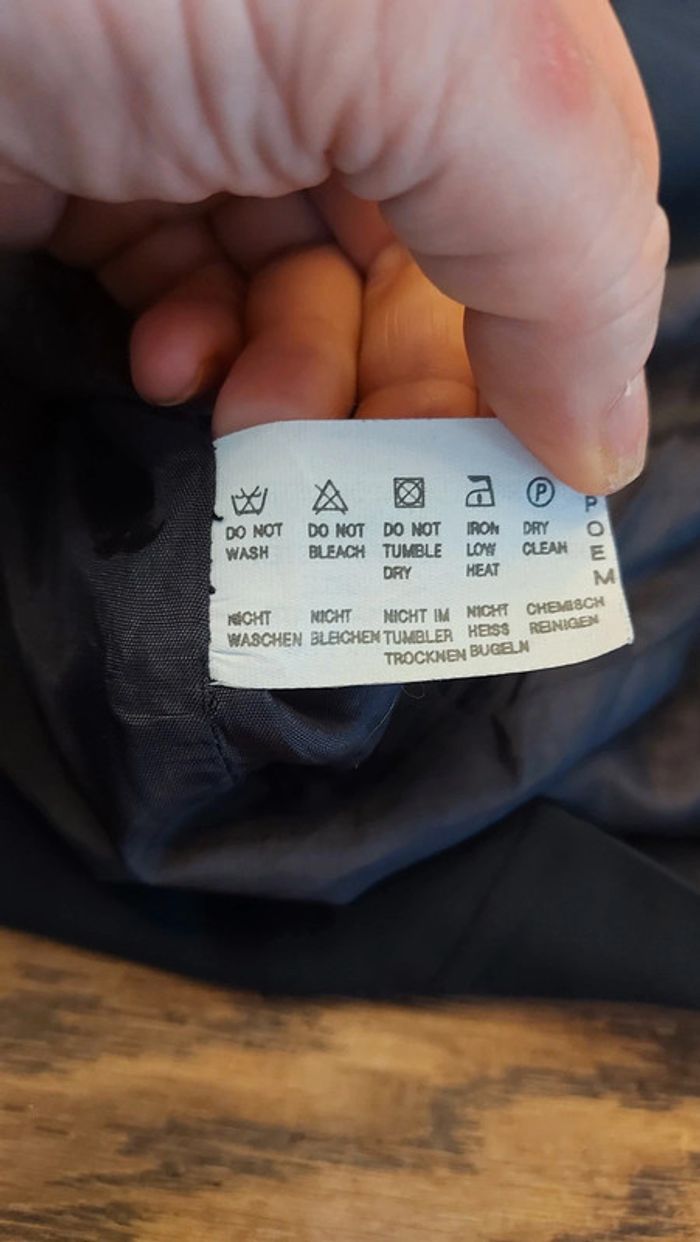 DO NOT
WASH
DO NOT
BLEACH
DO NOT
TUMBLE
DRY
IRON
LOW
HEAT
P
DRY
CLEAN
NICHT
WASCHEN
NICHT
BLEICHEN
NICHT IM
TUMBLER
TROCKNEN
NICHT
HEISS
BUGELN
CHEMISCH
REINIGEN
P
O
E
M